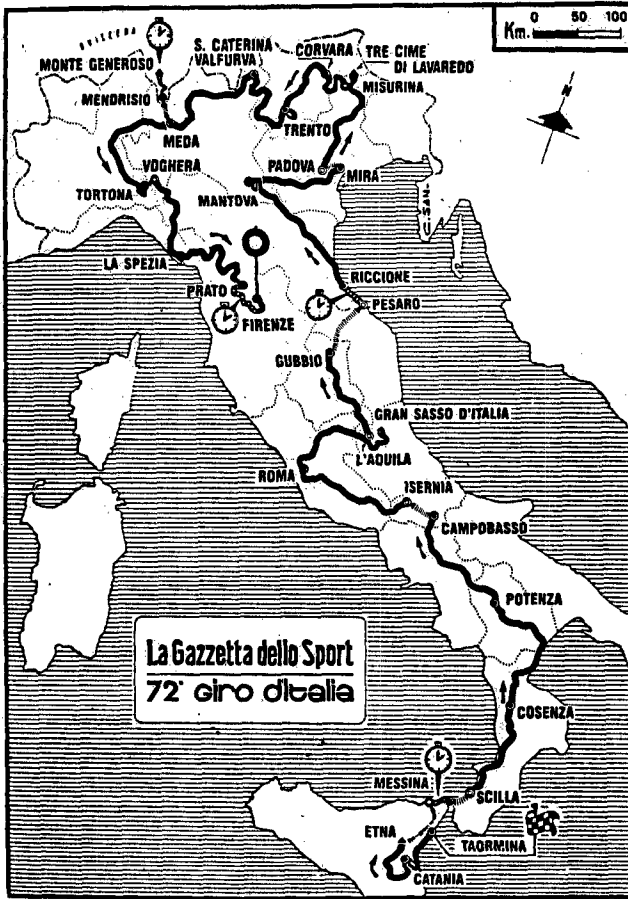 Km. 0 50 100
SVIZZERA
MONTE GENEROSO
S. CATERINA
VALFURVA
CORVARA
TRE CIME
DI LAVAREDO
MISURINA
MENDRISIO
N
MEDA
TRENTO
VOGHERA
PADOVA
MIRA
TORTONA
MANTOVA
LA SPEZIA
RICCIONE
PRATO
PESARO
FIRENZE
GUBBIO
GRAN SASSO D'ITALIA
L'AQUILA
ROMA
ISERNIA
CAMPOBASSO
POTENZA
La Gazzetta dello Sport
72° Giro d'Italia
COSENZA
MESSINA
SCILLA
ETNA
TAORMINA
CATANIA